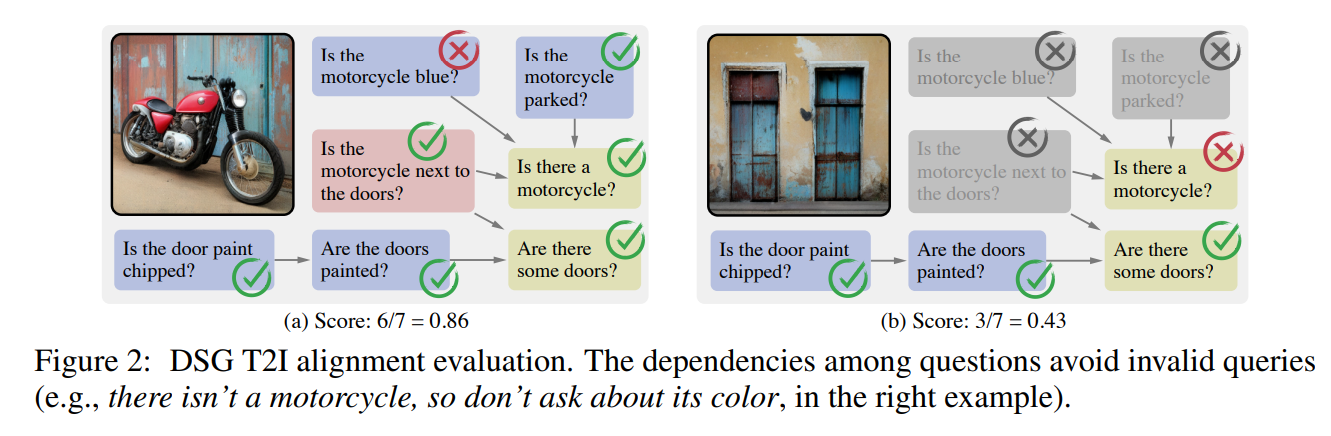 Is the
motorcycle blue?
Is the
motorcycle
parked?
Is the
motorcycle next to
the doors?
Is there a
motorcycle?
Is the door paint
chipped?
Are the doors
painted?
Are there
some doors?
(a) Score: 6/7 = 0.86
Is the
motorcycle blue?
Is the
motorcycle
parked?
Is the
motorcycle next to
the doors?
Is there a
motorcycle?
Is the door paint
chipped?
Are the doors
painted?
Are there
some doors?
(b) Score: 3/7 = 0.43
Figure 2: DSG T2I alignment evaluation. The dependencies among questions avoid invalid queries
(e.g., there isn't a motorcycle, so don't ask about its color, in the right example).